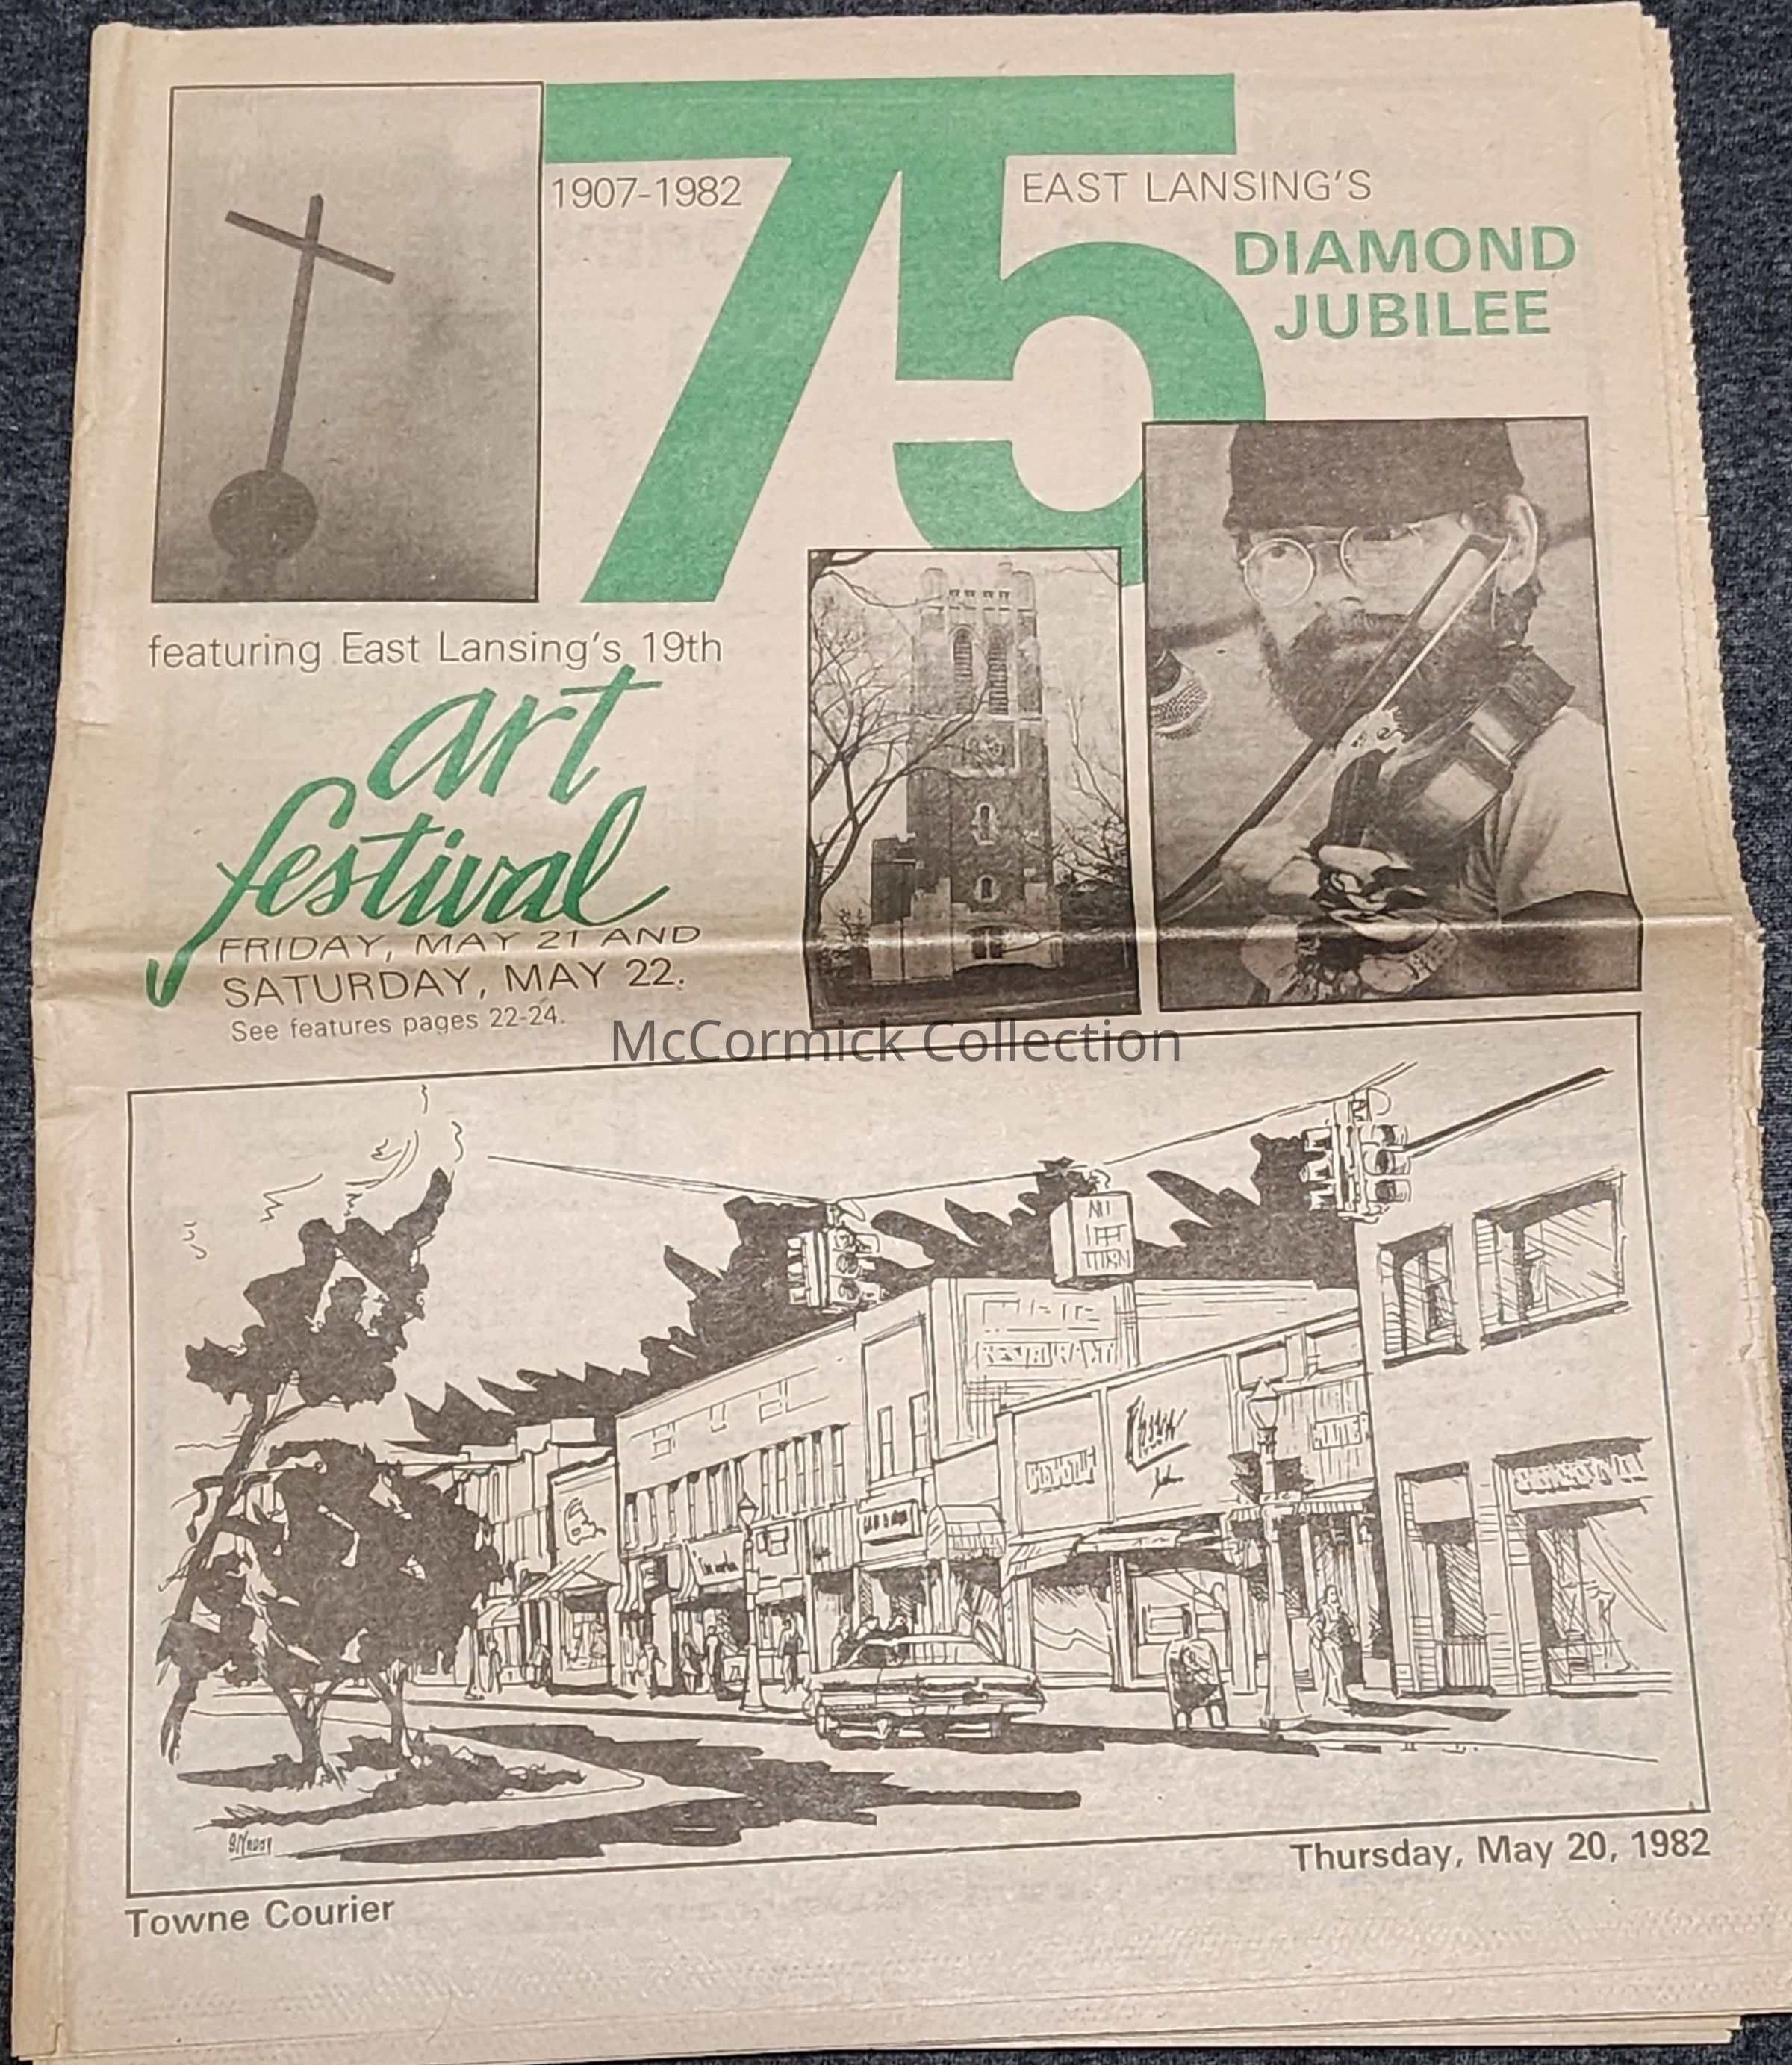 75
1907-1982
EAST LANSING'S
DIAMOND
JUBILEE
featuring East Lansing's 19th
art
festival
FRIDAY, MAY 21 AND
SATURDAY, MAY 22.
See features pages 22-24.
McCormick Collection
NO
LEFT
TURN
RESTAURANT
Thursday, May 20, 1982
Towne Courier